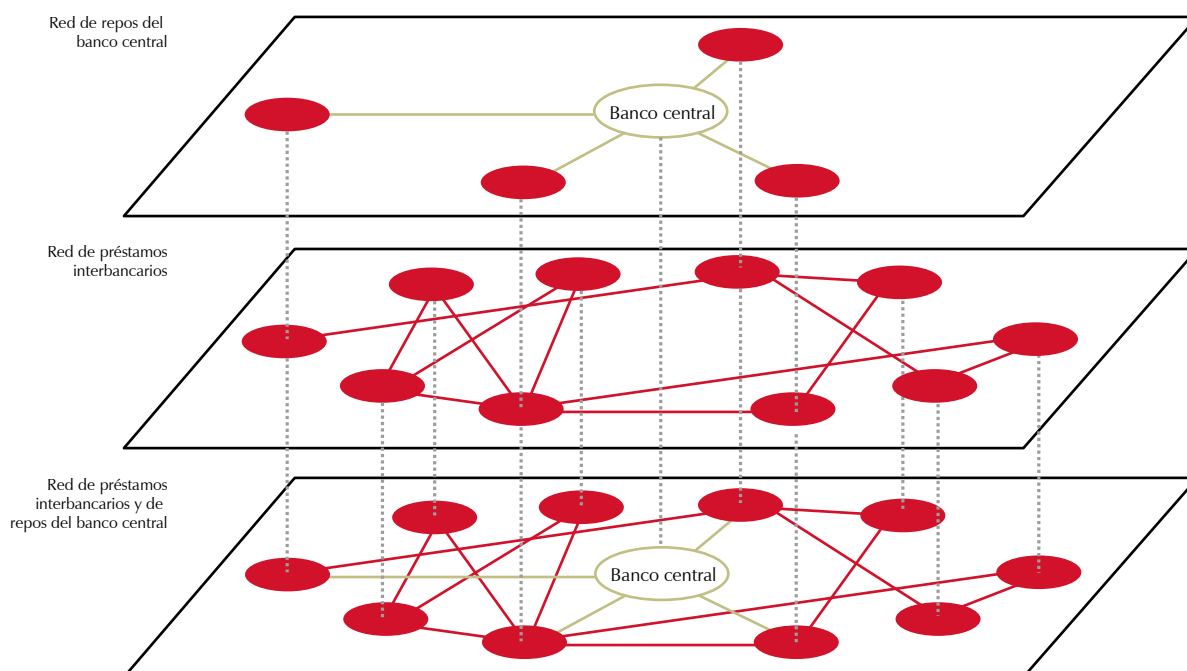 Red de repos del
banco central
Banco central
Red de préstamos
interbancarios
Red de préstamos
interbancarios y de
repos del banco central
Banco central